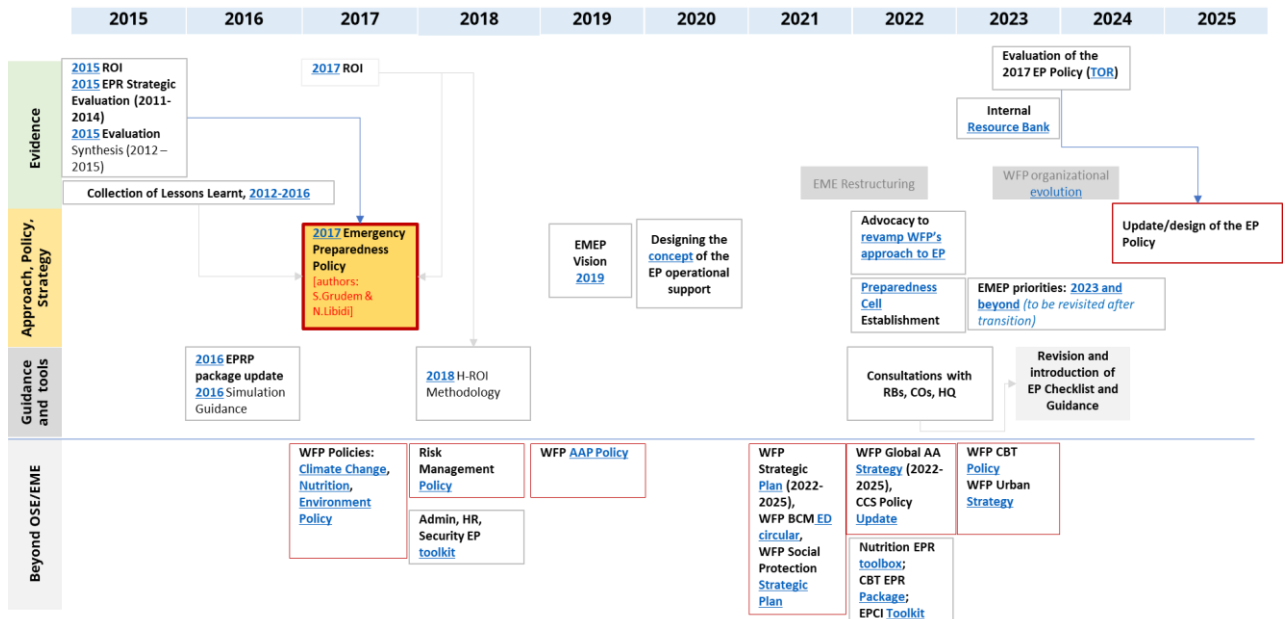 2015 2016 2017 2018 2019 2020 2021 2022 2023 2024 2025
Evidence
2015 ROI
2015 EPR Strategic
Evaluation (2011-
2014)
2015 Evaluation
Synthesis (2012 –
2015)
2017 ROI
Evaluation of the
2017 EP Policy (TOR)
Internal
Resource Bank
Collection of Lessons Learnt, 2012-2016
EME Restructuring
WFP organizational
evolution
Approach, Policy,
Strategy
2017 Emergency
Preparedness
Policy
[authors:
S.Grudem &
N.Libidi]
EMEP
Vision
2019
Designing the
concept of the
EP operational
support
Advocacy to
revamp WFP's
approach to EP
Update/design of the EP
Policy
Preparedness
Cell
Establishment
EMEP priorities: 2023 and
beyond (to be revisited after
transition)
Guidance
and tools
2016 EPRP
package update
2016 Simulation
Guidance
2018 H-ROI
Methodology
Consultations with
RBs, COs, HQ
Revision and
introduction of
EP Checklist and
Guidance
Beyond OSE/EME
WFP Policies:
Climate Change,
Nutrition,
Environment
Policy
Risk
Management
Policy
Admin, HR,
Security EP
toolkit
WFP AAP Policy
WFP
Strategic
Plan (2022-
2025),
WFP BCM ED
circular,
WFP Social
Protection
Strategic
Plan
WFP Global AA
Strategy (2022-
2025),
CCS Policy
Update
Nutrition EPR
toolbox;
CBT EPR
Package;
EPCI Toolkit
WFP CBT
Policy
WFP Urban
Strategy